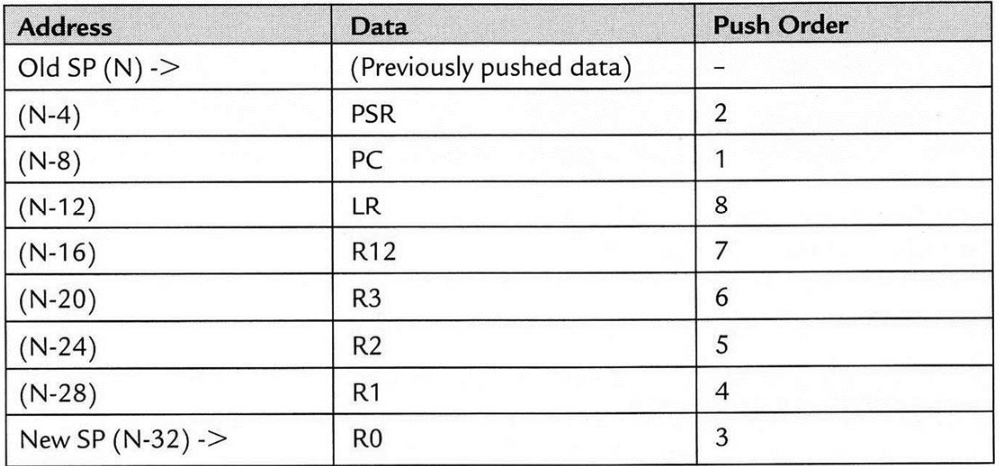 Address Data Push Order
Old SP (N) -> (Previously pushed data) –
(N-4) PSR 2
(N-8) PC 1
(N-12) LR 8
(N-16) R12 7
(N-20) R3 6
(N-24) R2 5
(N-28) R1 4
New SP (N-32) -> R0 3